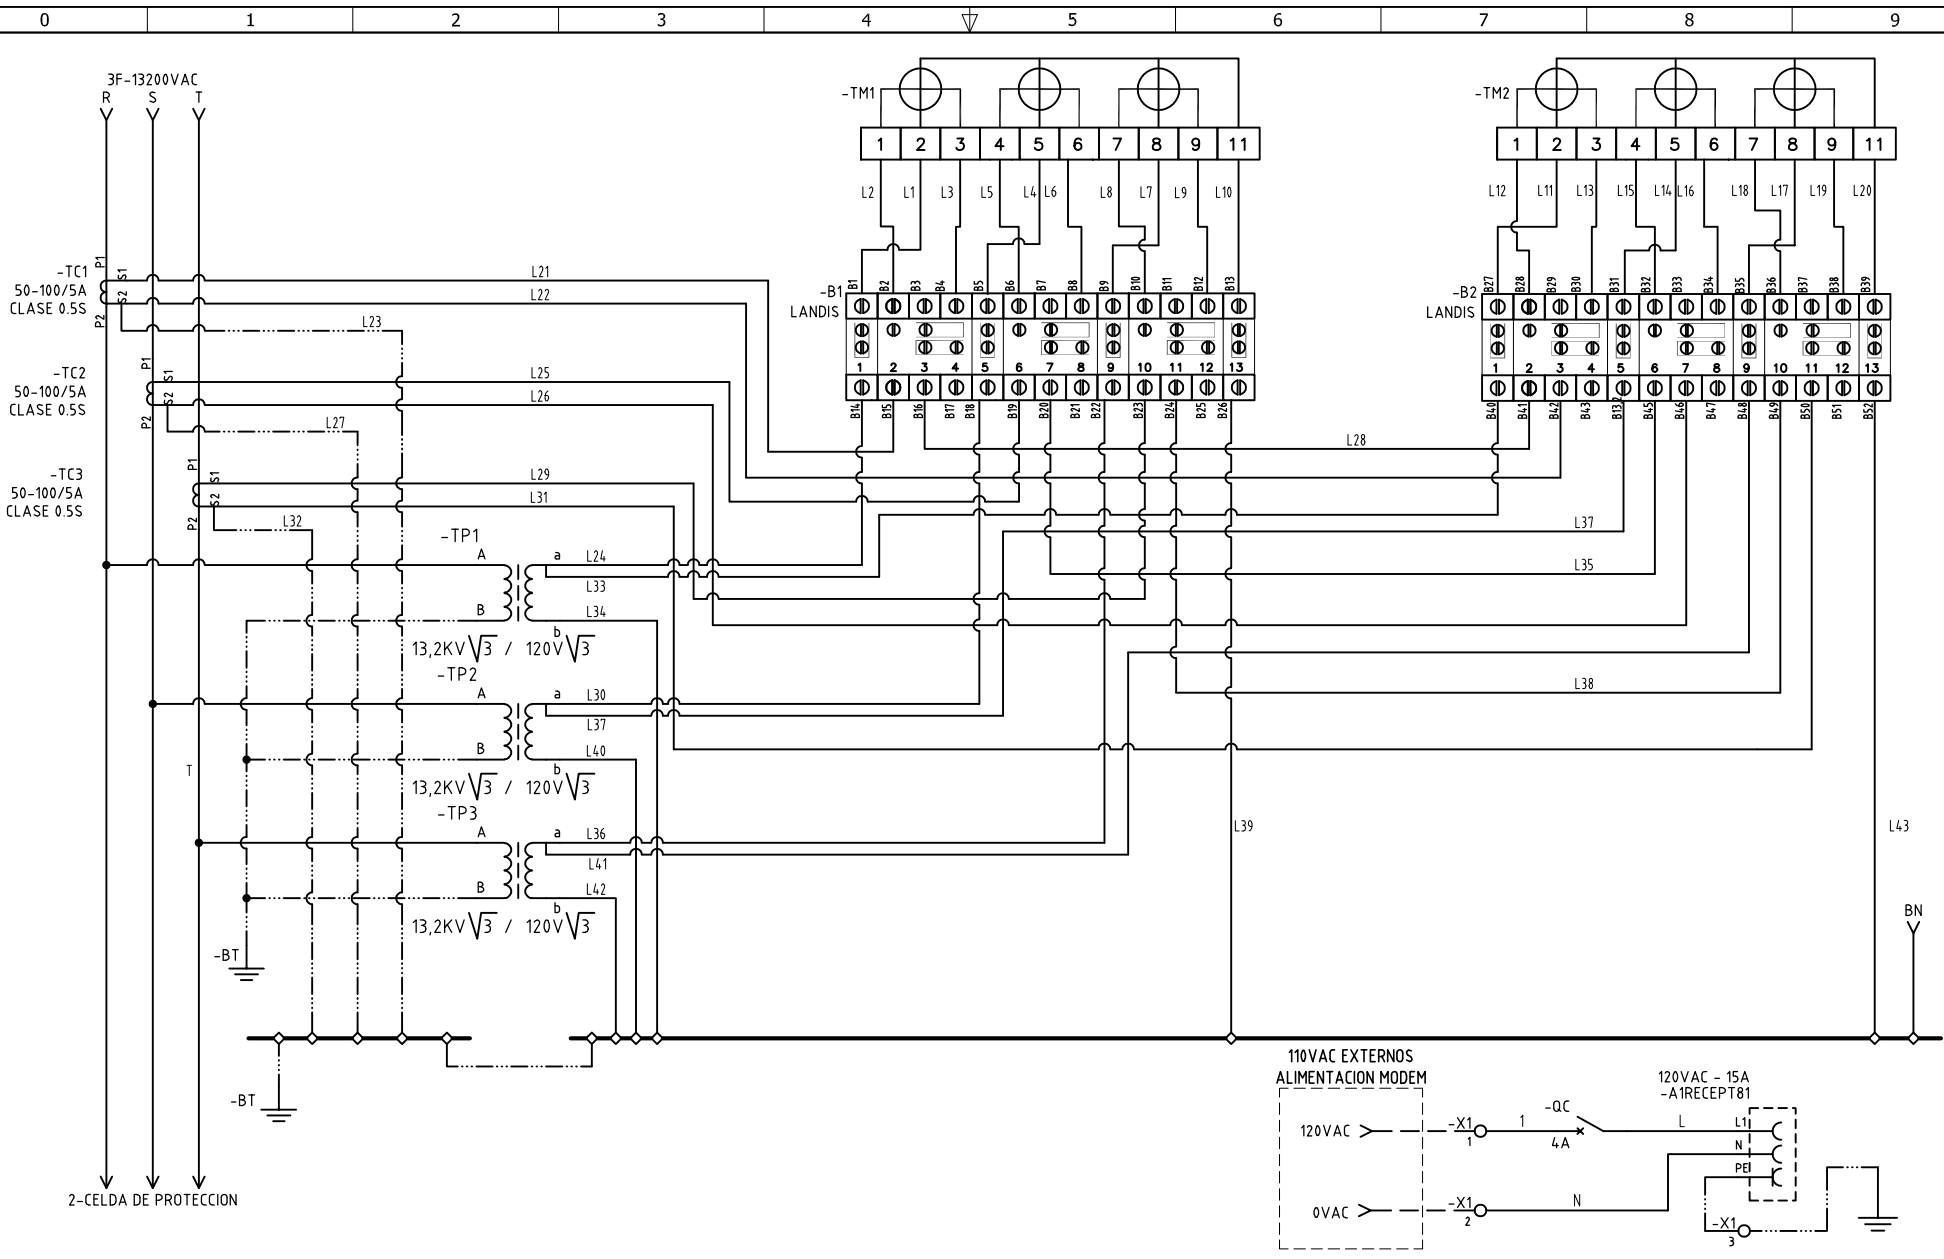 0 1 2 3 4 5 6 7 8 9
3F-13200VAC
R S T
-TM1
1 2 3 4 5 6 7 8 9 11
L2 L1 L3 L5 L4 L6 L8 L7 L9 L10
-TM2
1 2 3 4 5 6 7 8 9 11
L12 L11 L13 L15 L14 L16 L18 L17 L19 L20
-TC1
50-100/5A
CLASE 0.5S
P1 S1
S2 P2
L21
L22
L23
-TC2
50-100/5A
CLASE 0.5S
P1 S1
S2 P2
L25
L26
L27
-TC3
50-100/5A
CLASE 0.5S
P1 S1
S2 P2
L29
L31
L32
-B1
LANDIS
B1 B2 B3 B4 B5 B6 B7 B8 B9 B10 B11 B12 B13
1 2 3 4 5 6 7 8 9 10 11 12 13
B14 B15 B16 B17 B18 B19 B20 B21 B22 B23 B24 B25 B26
-B2
LANDIS
B27 B28 B29 B30 B31 B32 B33 B34 B35 B36 B37 B38 B39
1 2 3 4 5 6 7 8 9 10 11 12 13
B40 B41 B42 B43 B45 B46 B47 B48 B49 B50 B51 B52
L28
L37
L35
L38
L39
L43
-TP1
A a L24
L33
B L34
b
13,2KV√3 / 120V√3
-TP2
A a L30
L37
B L40
b
13,2KV√3 / 120V√3
T
-TP3
A a L36
L41
B L42
b
13,2KV√3 / 120V√3
-BT
BN
-BT
2-CELDA DE PROTECCION
110VAC EXTERNOS
ALIMENTACION MODEM
120VAC
-X1
1
1
-QC
4A
L
120VAC - 15A
-A1RECEPT81
L1
N
PE
0VAC
-X1
2
N
-X1
3